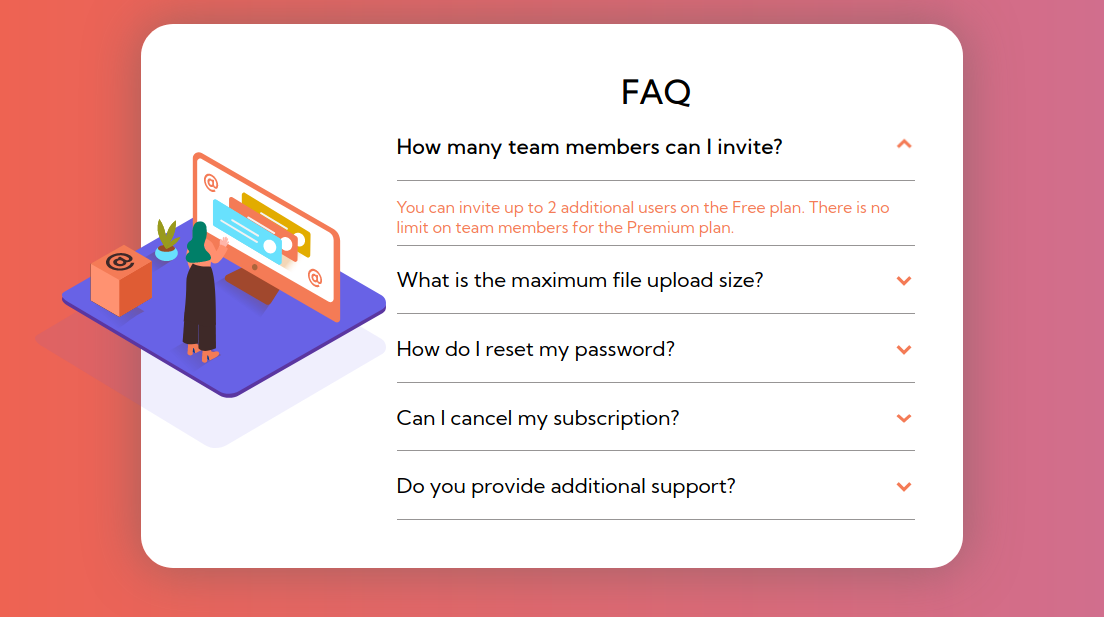 FAQ
How many team members can I invite?
You can invite up to 2 additional users on the Free plan. There is no
limit on team members for the Premium plan.
What is the maximum file upload size?
How do I reset my password?
Can I cancel my subscription?
Do you provide additional support?
@
@
@